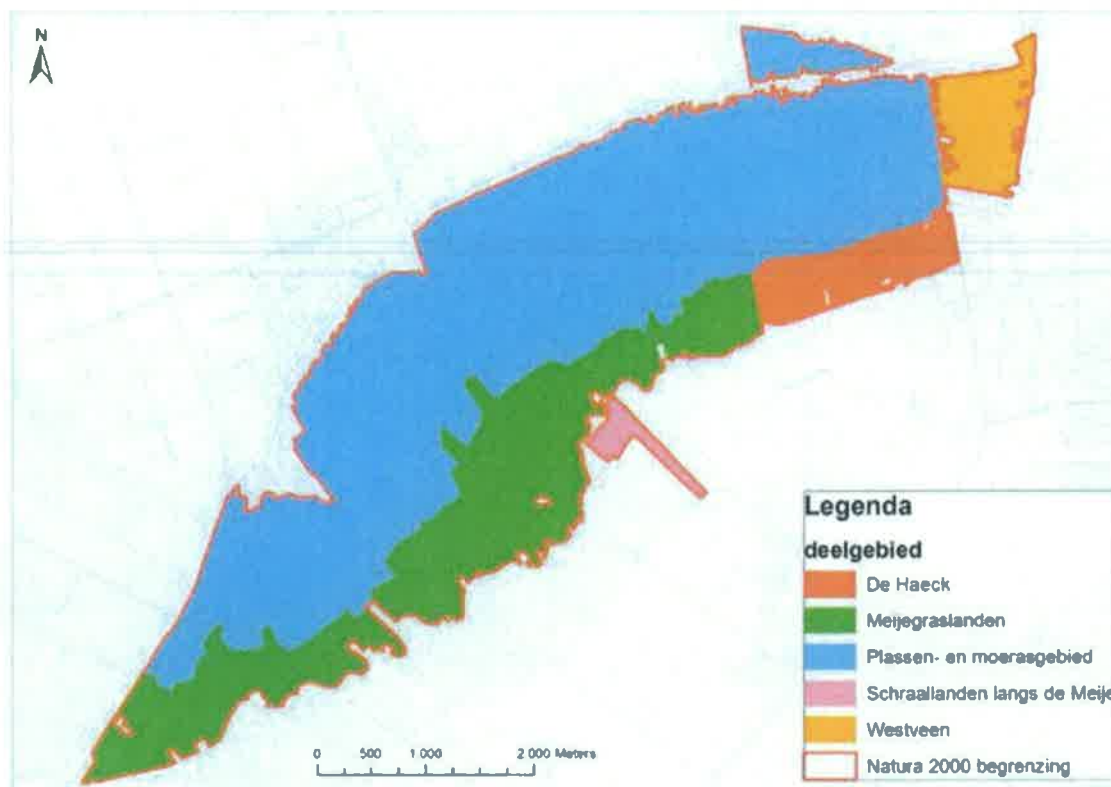 N
Legenda
deelgebied
De Haeck
Meijegraslanden
Plassen- en moerasgebied
Schraallanden langs de Meije
Westveen
Natura 2000 begrenzing
0 500 1 000 2 000 Meters